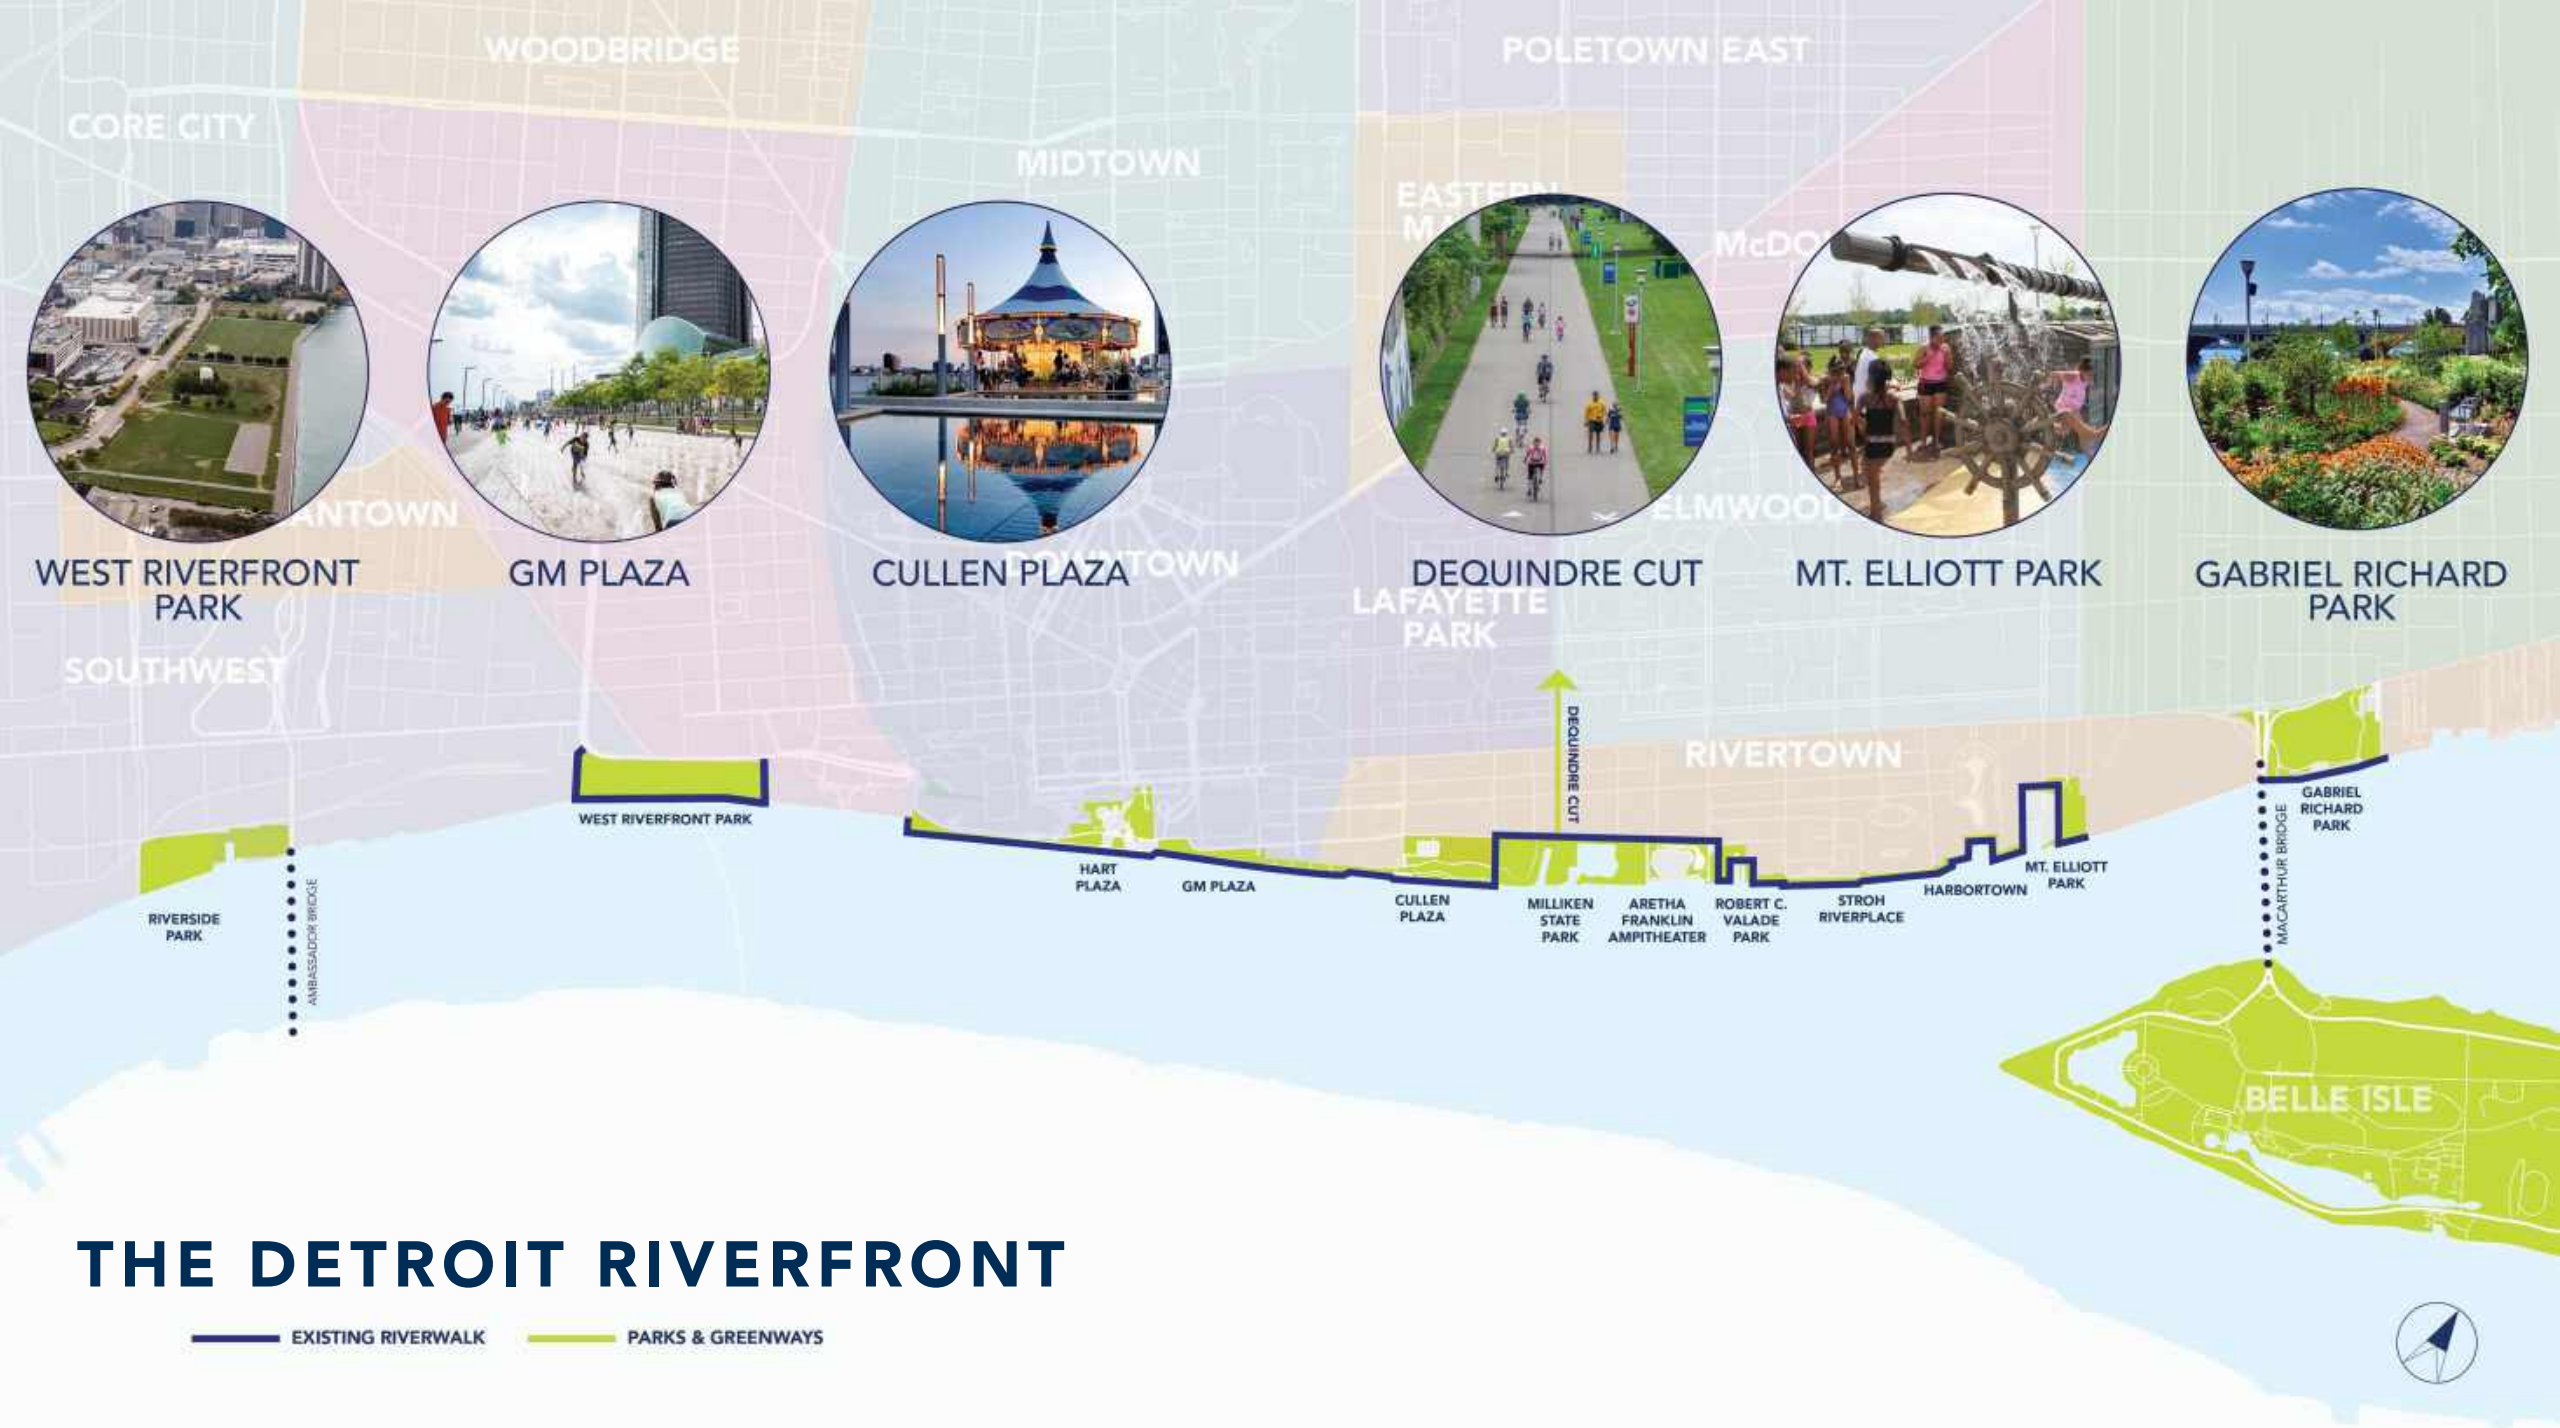 WOODBRIDGE
POLETOWN EAST
CORE CITY
MIDTOWN
EASTERN
McDO
ANTOWN
ELMWOOD
DOWNTOWN
WEST RIVERFRONT
PARK
GM PLAZA
CULLEN PLAZA
DEQUINDRE CUT
MT. ELLIOTT PARK
GABRIEL RICHARD
PARK
LAFAYETTE
PARK
SOUTHWEST
DEQUINDRE CUT
RIVERTOWN
WEST RIVERFRONT PARK
GABRIEL
RICHARD
PARK
MACARTHUR BRIDGE
HART
PLAZA
GM PLAZA
CULLEN
PLAZA
MILLIKEN
STATE
PARK
ARETHA
FRANKLIN
AMPITHEATER
ROBERT C.
VALADE
PARK
STROH
RIVERPLACE
HARBORTOWN
MT. ELLIOTT
PARK
RIVERSIDE
PARK
AMBASSADOR BRIDGE
BELLE ISLE
THE DETROIT RIVERFRONT
EXISTING RIVERWALK
PARKS & GREENWAYS